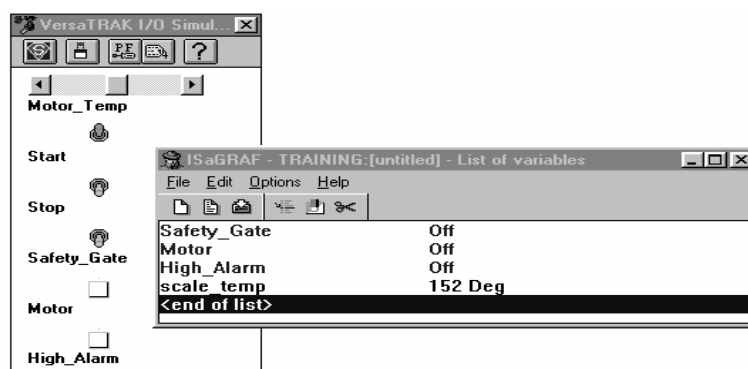 VersaTRAK I/O Simul...
Motor_Temp
Start
Stop
Safety_Gate
Motor
High_Alarm
ISaGRAF - TRAINING:[untitled] - List of variables
File Edit Options Help
Safety_Gate Off
Motor Off
High_Alarm Off
scale_temp 152 Deg
<end of list>